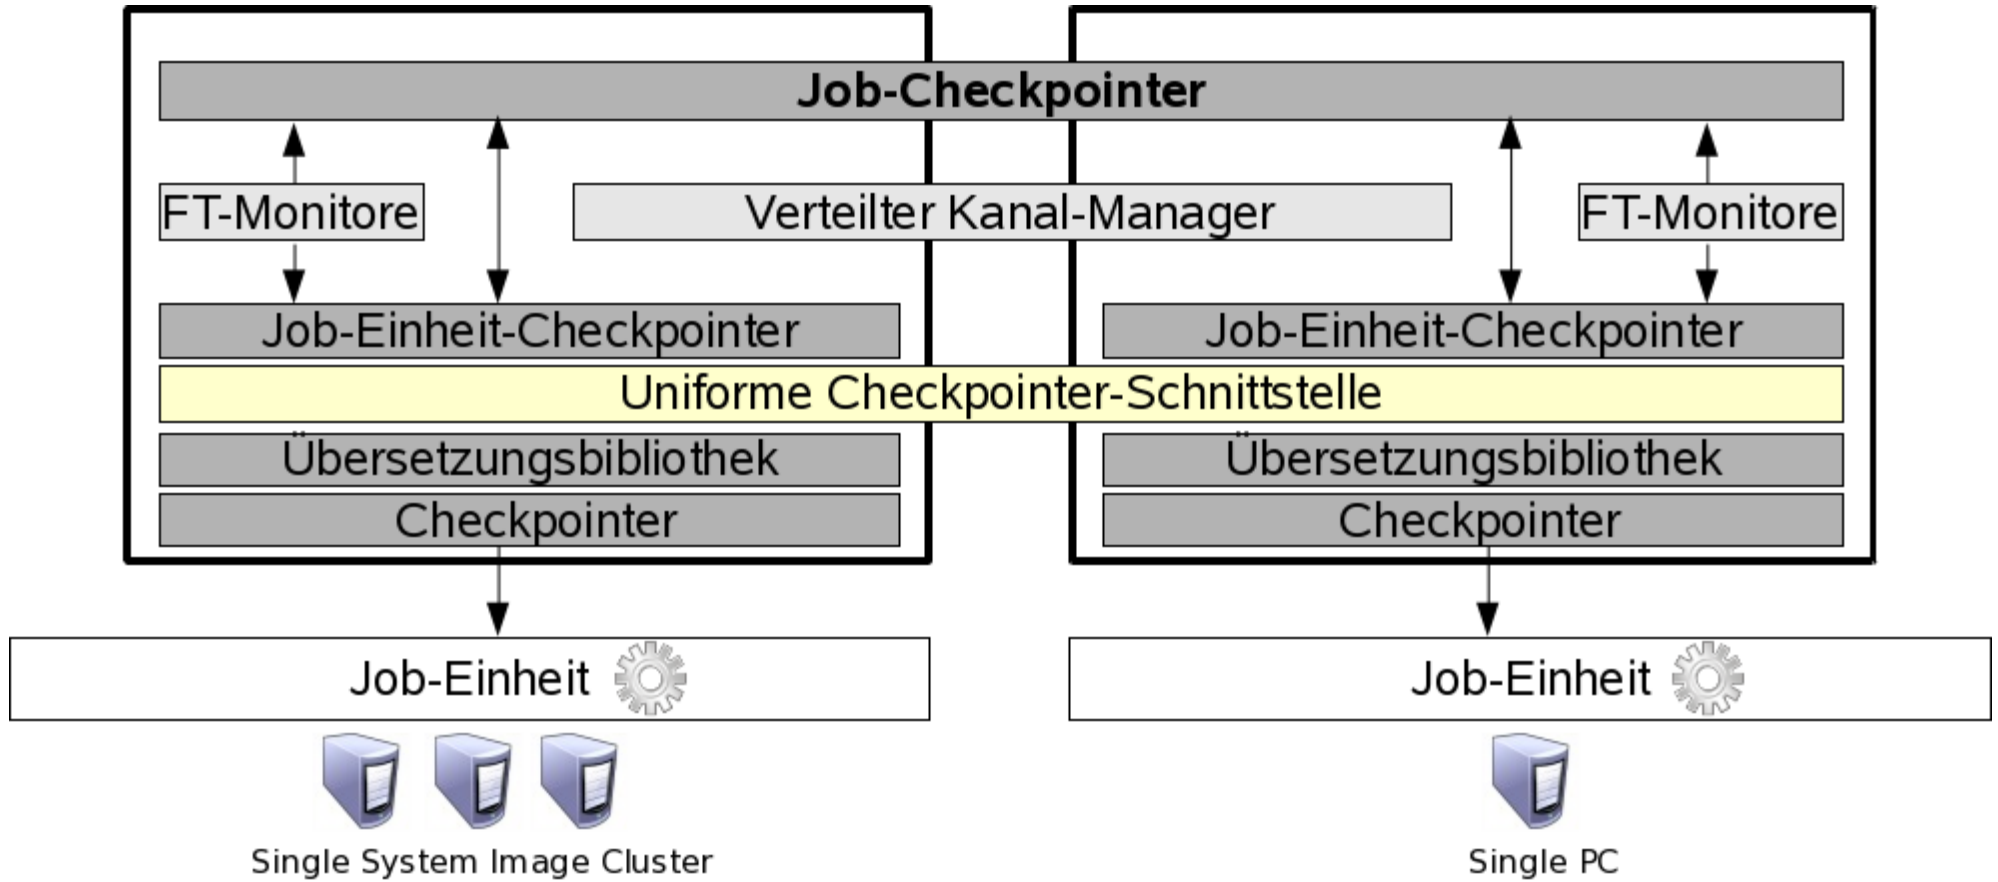 Job-Checkpointer
FT-Monitore
Verteilter Kanal-Manager
FT-Monitore
Job-Einheit-Checkpointer
Job-Einheit-Checkpointer
Uniforme Checkpointer-Schnittstelle
Übersetzungsbibliothek
Übersetzungsbibliothek
Checkpointer
Checkpointer
Job-Einheit
Job-Einheit
Single System Image Cluster
Single PC